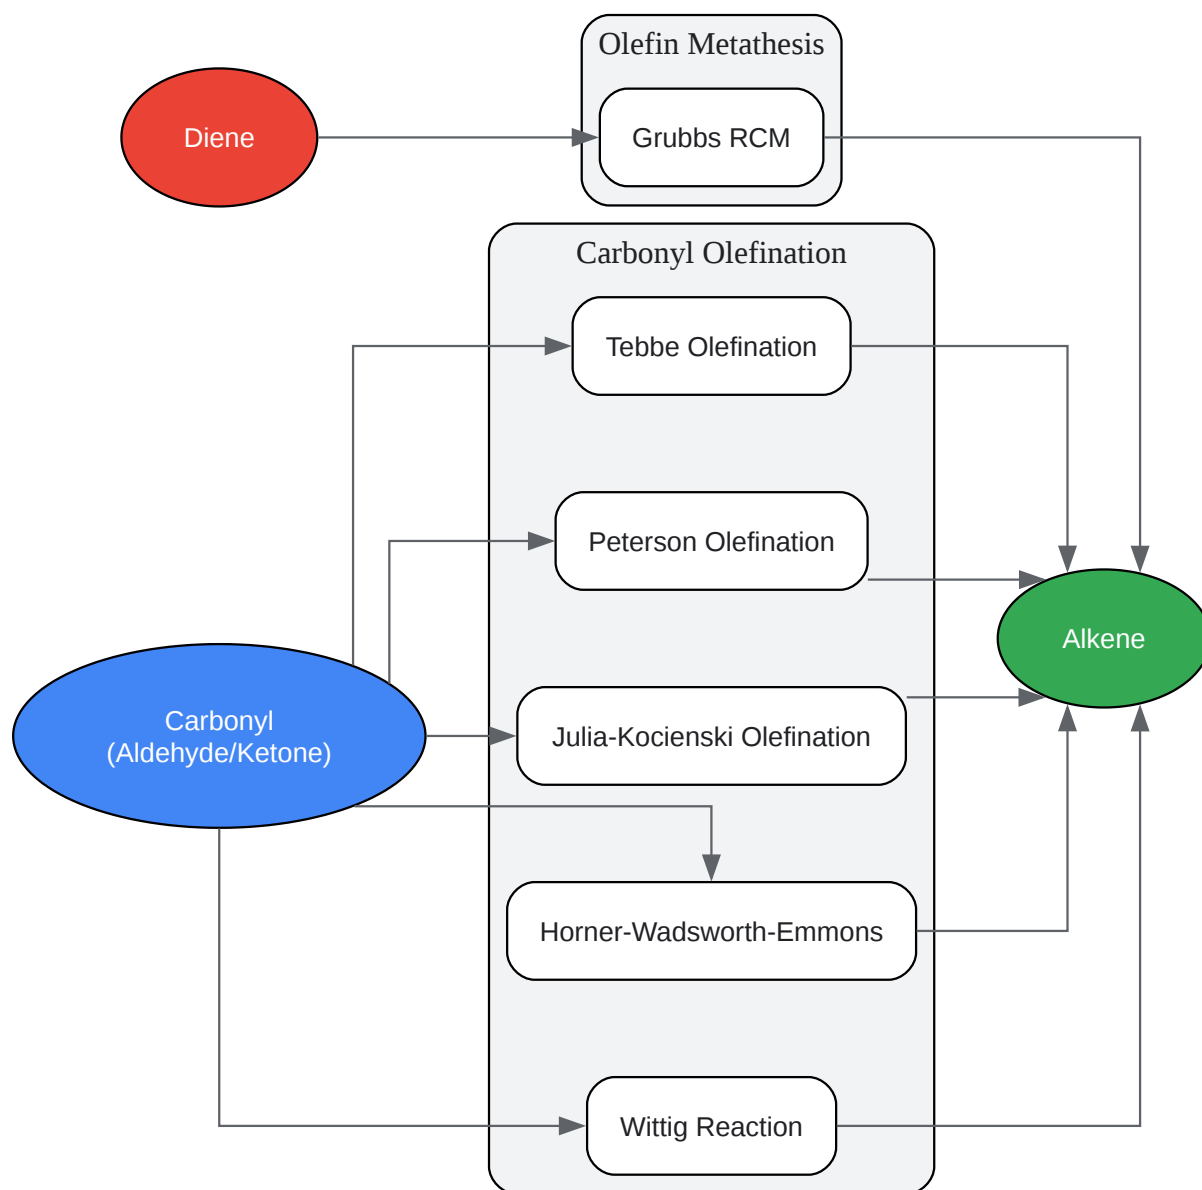 Olefin Metathesis
Diene
Grubbs RCM
Carbonyl Olefination
Tebbe Olefination
Peterson Olefination
Alkene
Carbonyl
(Aldehyde/Ketone)
Julia-Kocienski Olefination
Horner-Wadsworth-Emmons
Wittig Reaction